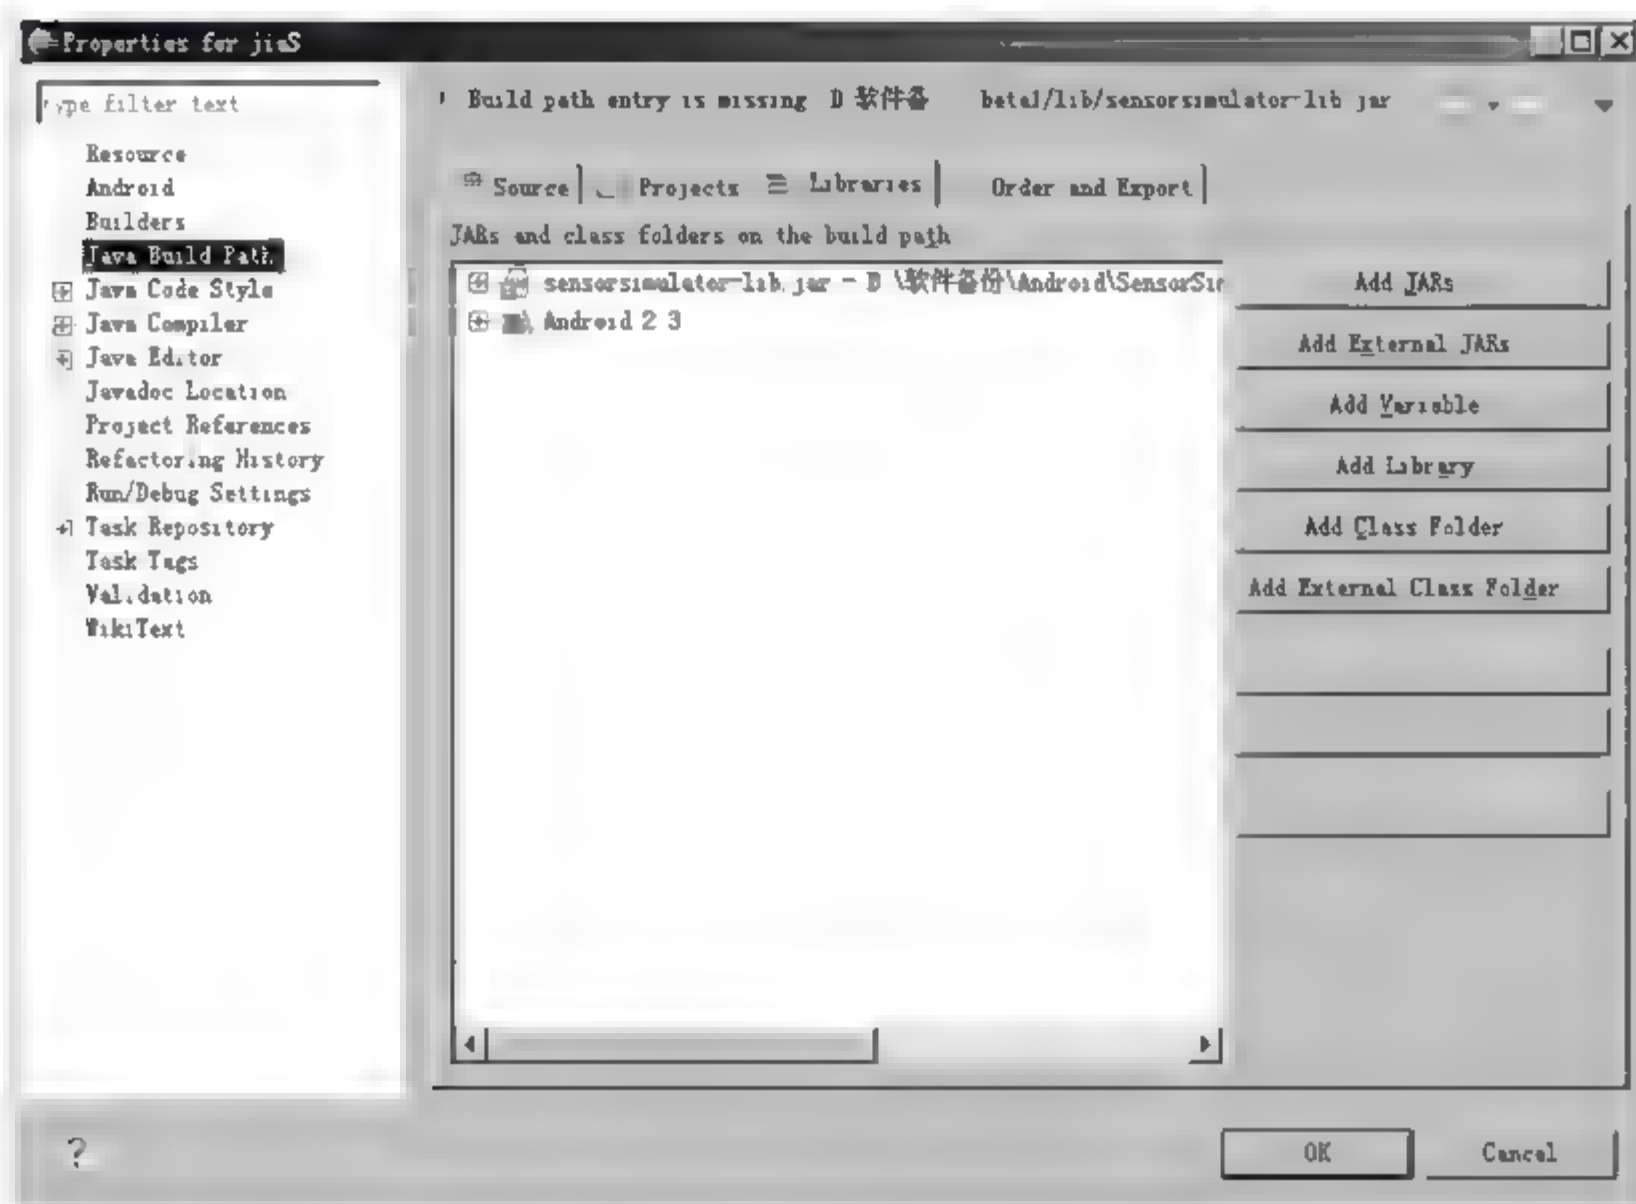 Properties for jiaS
type filter text
Resource
Android
Builders
Java Build Path
Java Code Style
Java Compiler
Java Editor
Javadoc Location
Project References
Refactoring History
Run/Debug Settings
Task Repository
Task Tags
Validation
WikiText
Build path entry is missing D 软件备 beta1/lib/sensorsimulator-lib jar
Source Projects Libraries Order and Export
JARs and class folders on the build path
sensorsimulator-lib.jar - D \软件备份\Android\SensorSim
Android 2 3
Add JARs
Add External JARs
Add Variable
Add Library
Add Class Folder
Add External Class Folder
?
OK
Cancel